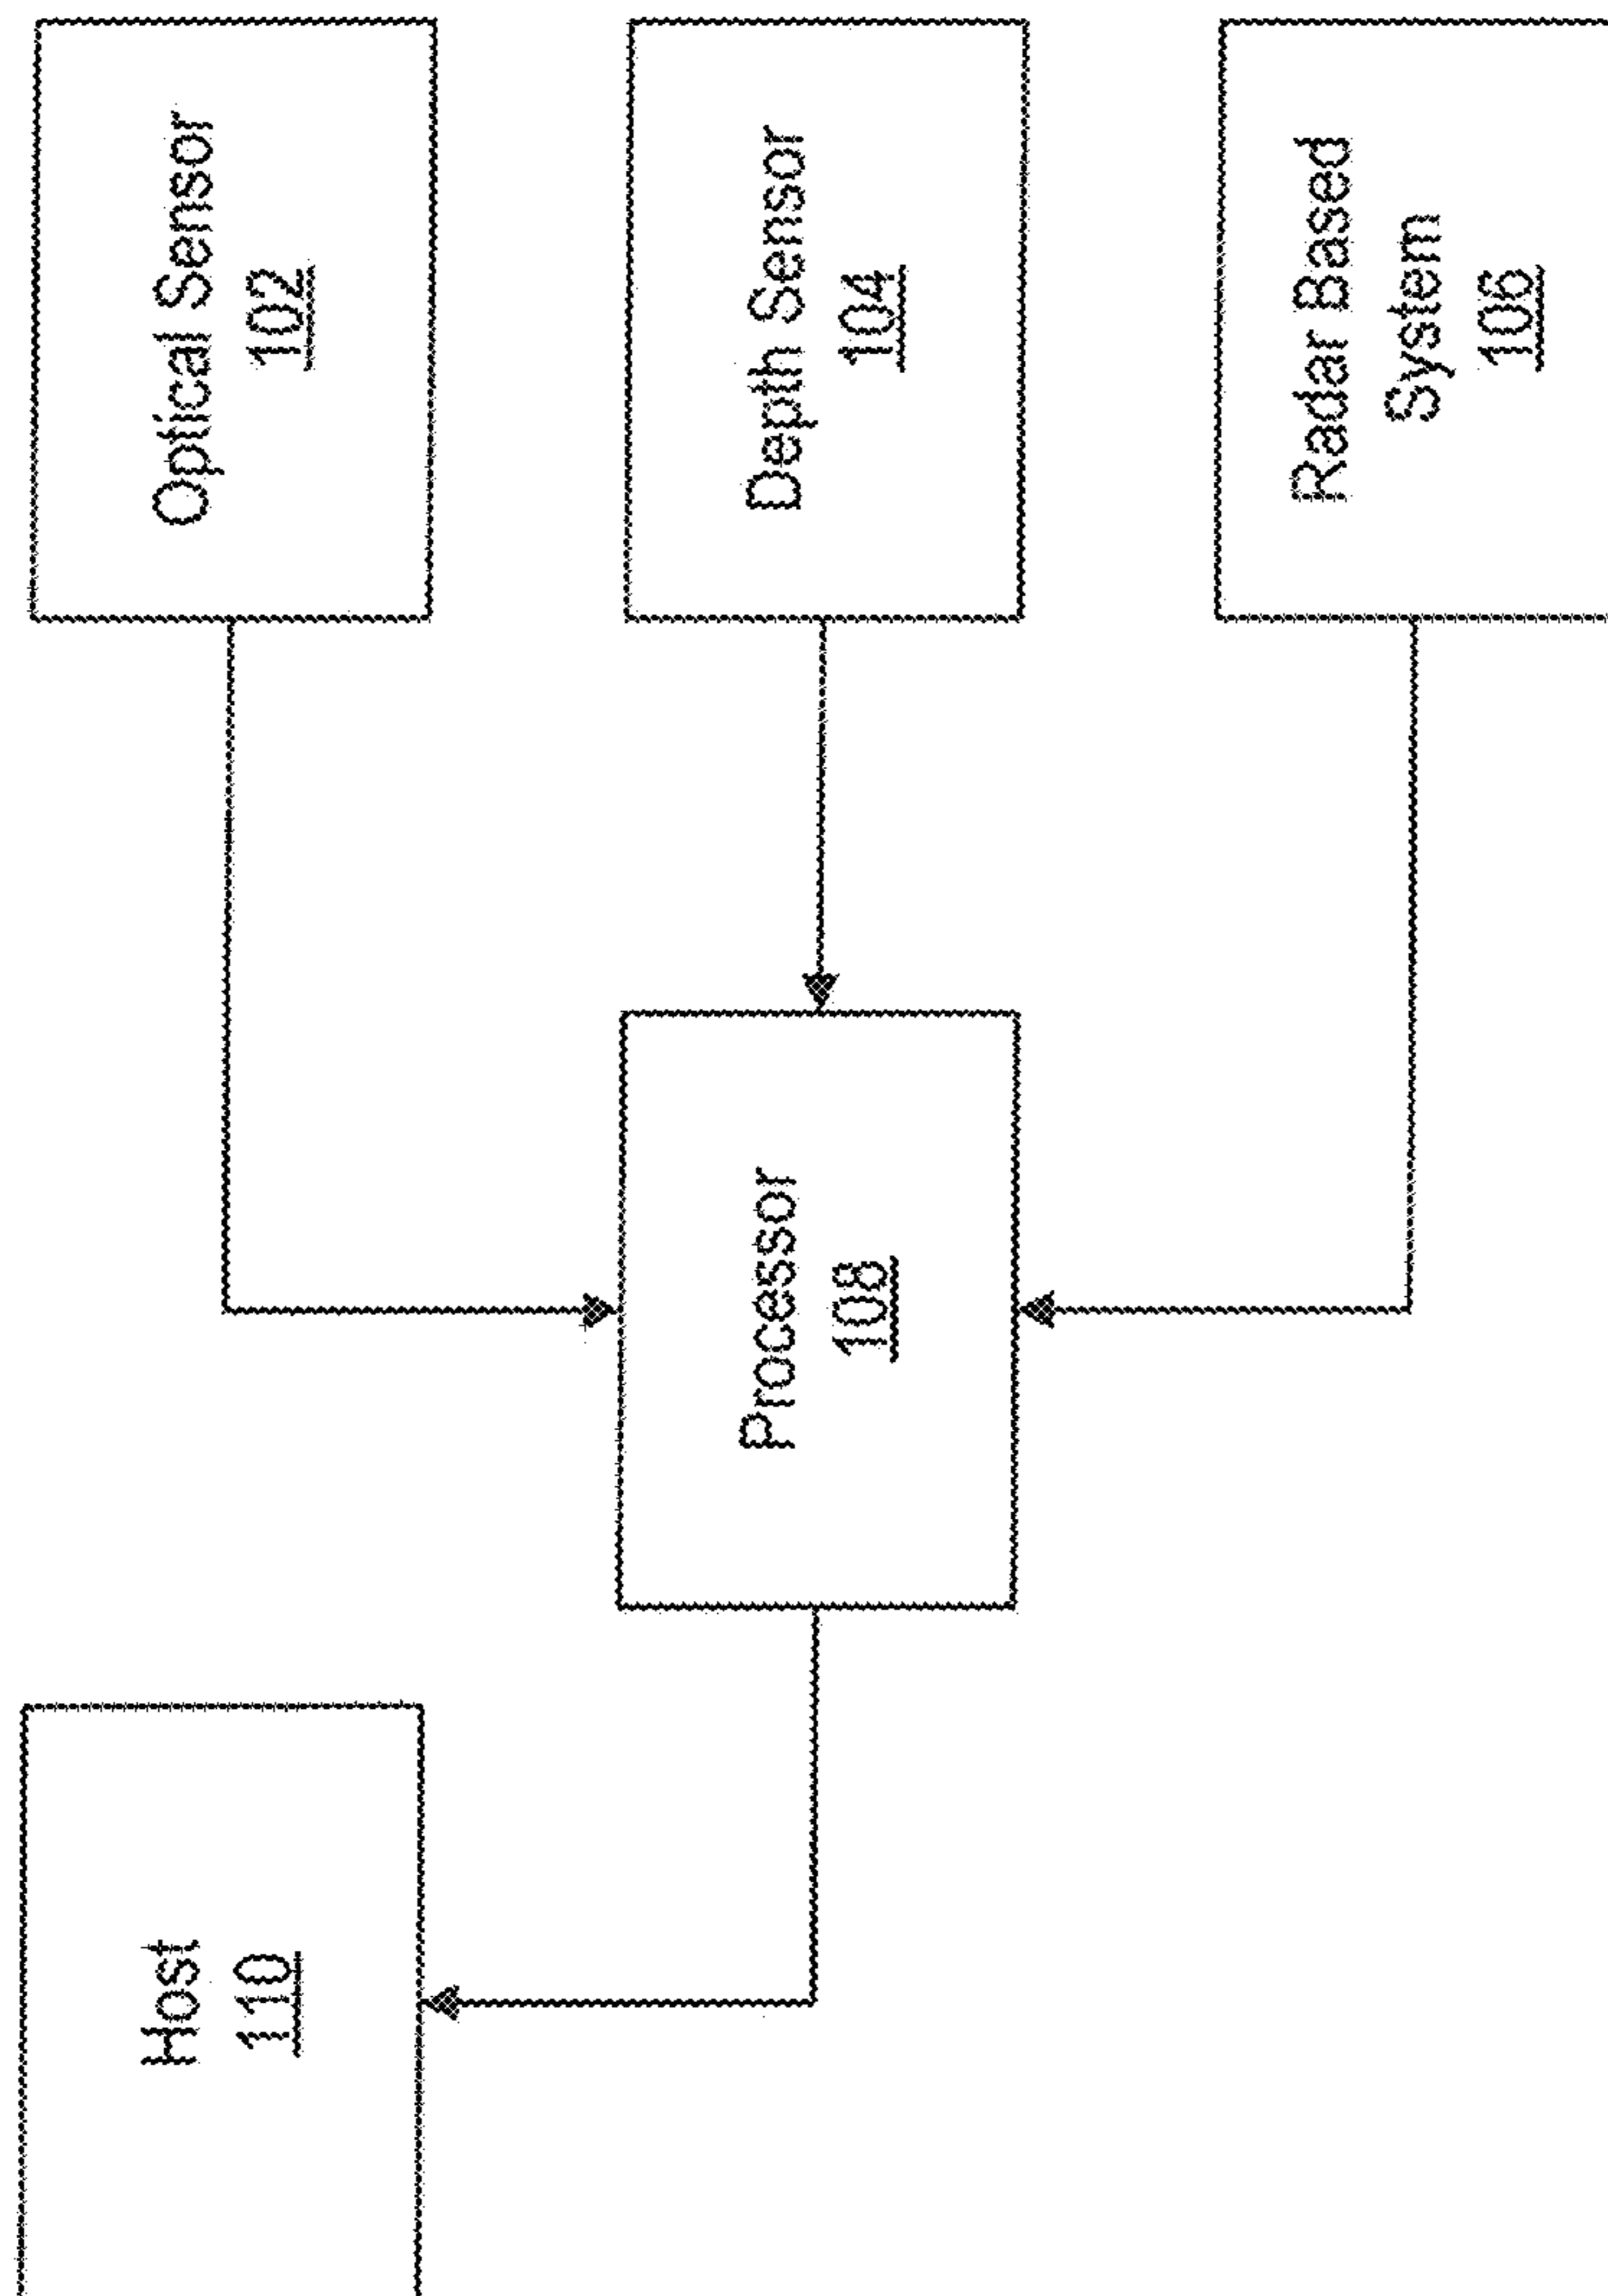 Host
110
Optical Sensor
102
Processor
108
Depth Sensor
104
Radar Based
System
106